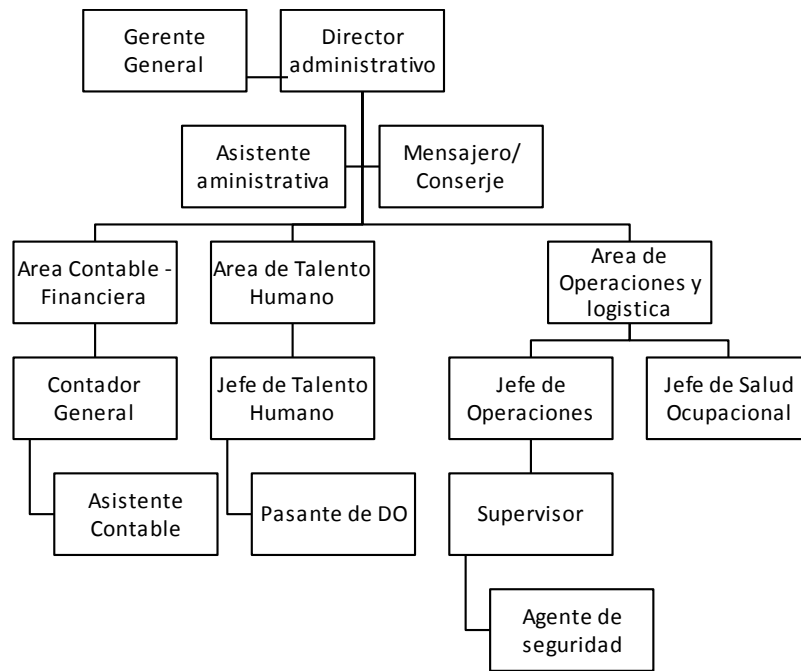 Gerente
General
Director
administrativo
Asistente
aministrativa
Mensajero/
Conserje
Area Contable -
Financiera
Area de Talento
Humano
Area de
Operaciones y
logistica
Contador
General
Jefe de Talento
Humano
Jefe de
Operaciones
Jefe de Salud
Ocupacional
Asistente
Contable
Pasante de DO
Supervisor
Agente de
seguridad